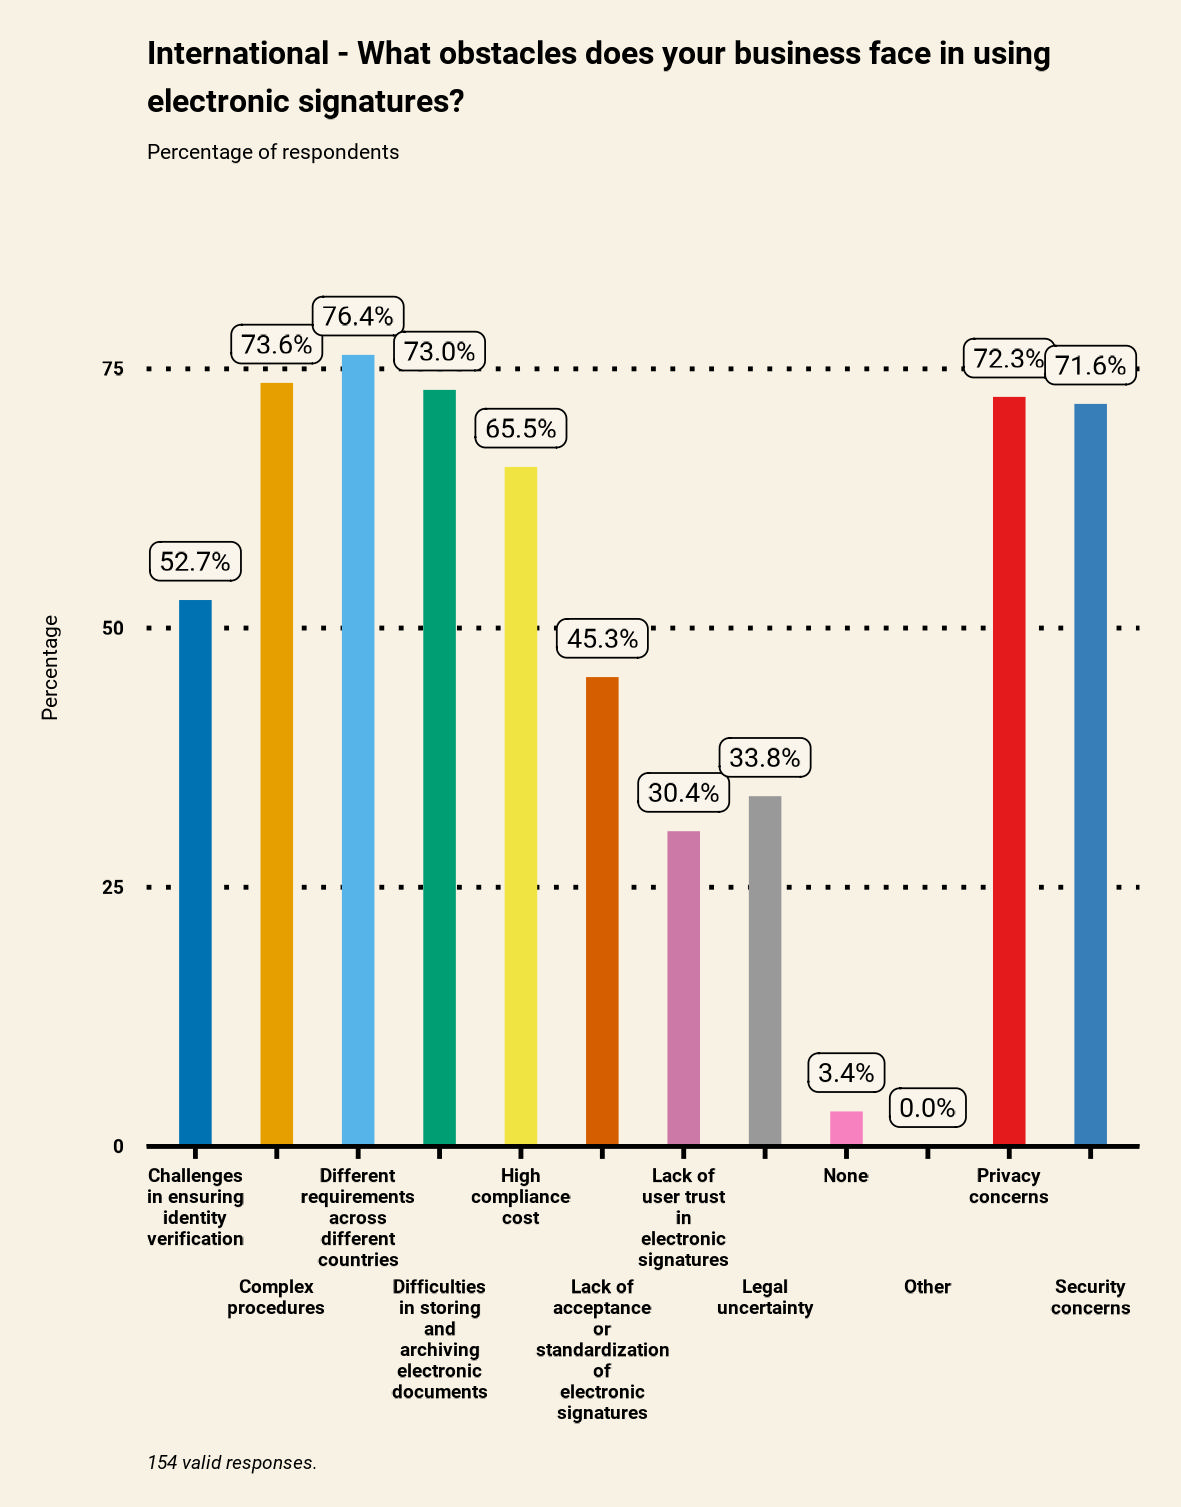 International - What obstacles does your business face in using
electronic signatures?
Percentage of respondents
76.4%
73.6%
73.0%
72.3%
71.6%
75
65.5%
52.7%
50
45.3%
33.8%
30.4%
25
3.4%
0.0%
0
Percentage
Challenges
in ensuring
identity
verification
Complex
procedures
Different
requirements
across
different
countries
Difficulties
in storing
and
archiving
electronic
documents
High
compliance
cost
Lack of
acceptance
or
standardization
of
electronic
signatures
Lack of
user trust
in
electronic
signatures
Legal
uncertainty
None
Other
Privacy
concerns
Security
concerns
154 valid responses.